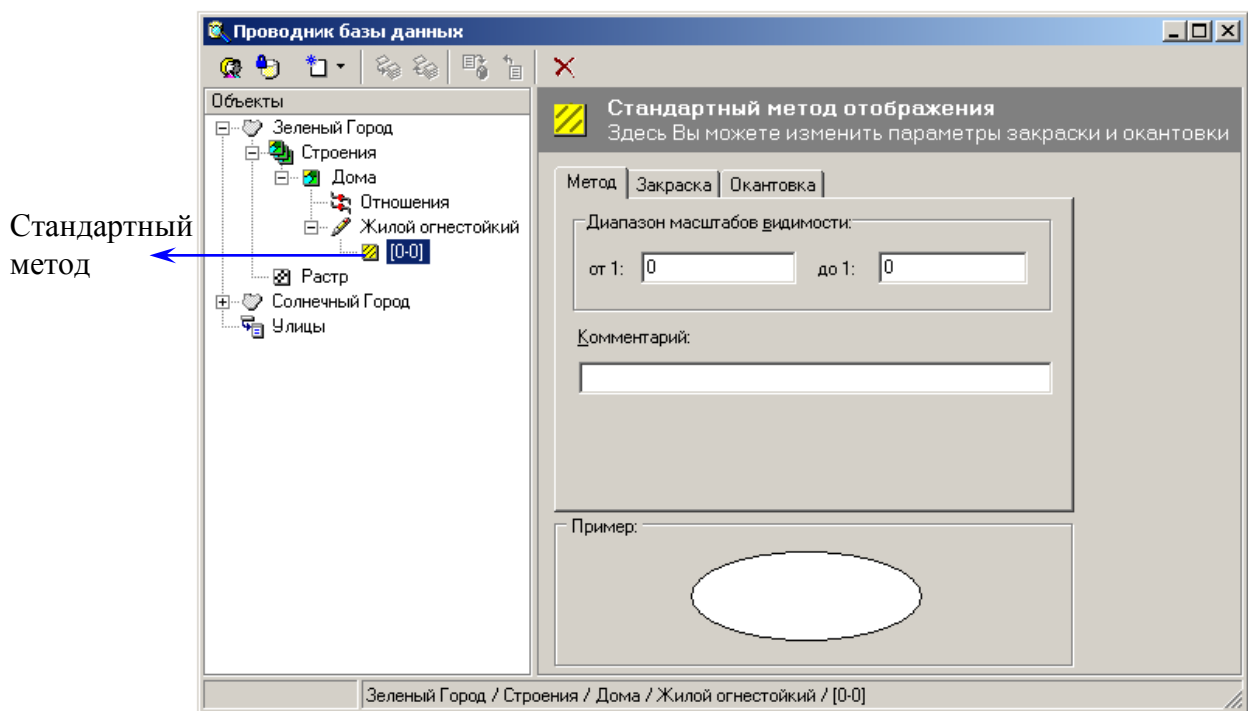 Проводник базы данных
Объекты
Зеленый Город
Строения
Дома
Отношения
Жилой огнестойкий
[0-0]
Растр
Солнечный Город
Улицы
Стандартный
метод
Стандартный метод отображения
Здесь Вы можете изменить параметры закраски и окантовки
Метод Закраска Окантовка
Диапазон масштабов видимости:
от 1: 0 до 1: 0
Комментарий:
Пример:
Зеленый Город / Строения / Дома / Жилой огнестойкий / [0-0]